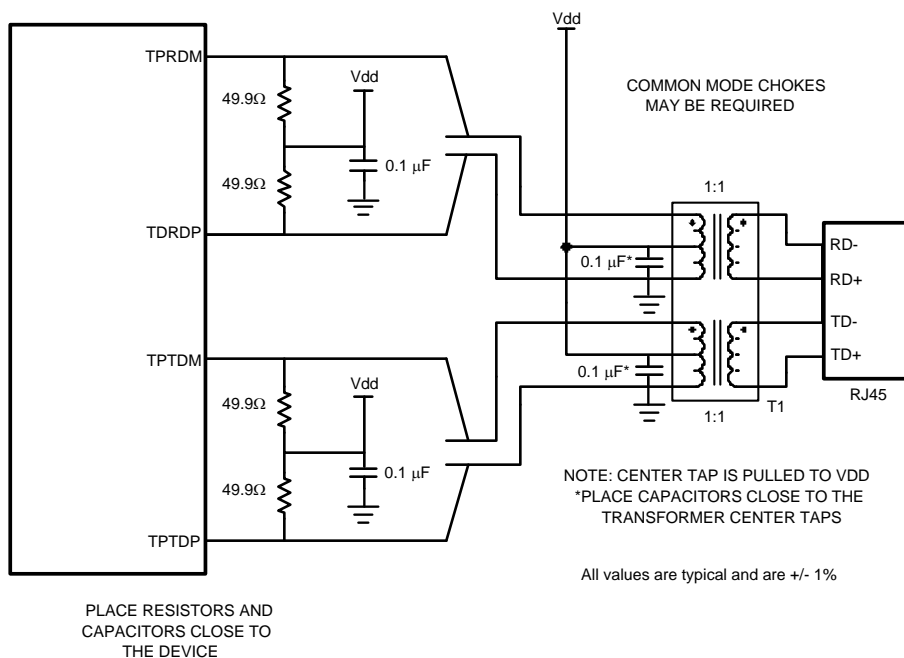 Vdd
TPRDM
Vdd
49.9Ω
COMMON MODE CHOKES
MAY BE REQUIRED
0.1 µF
49.9Ω
1:1
TDRDP
RD-
0.1 µF*
RD+
TD-
TPTDM
TD+
0.1 µF*
Vdd
RJ45
49.9Ω
T1
1:1
0.1 µF
NOTE: CENTER TAP IS PULLED TO VDD
*PLACE CAPACITORS CLOSE TO THE
TRANSFORMER CENTER TAPS
49.9Ω
TPTDP
All values are typical and are +/- 1%
PLACE RESISTORS AND
CAPACITORS CLOSE TO
THE DEVICE